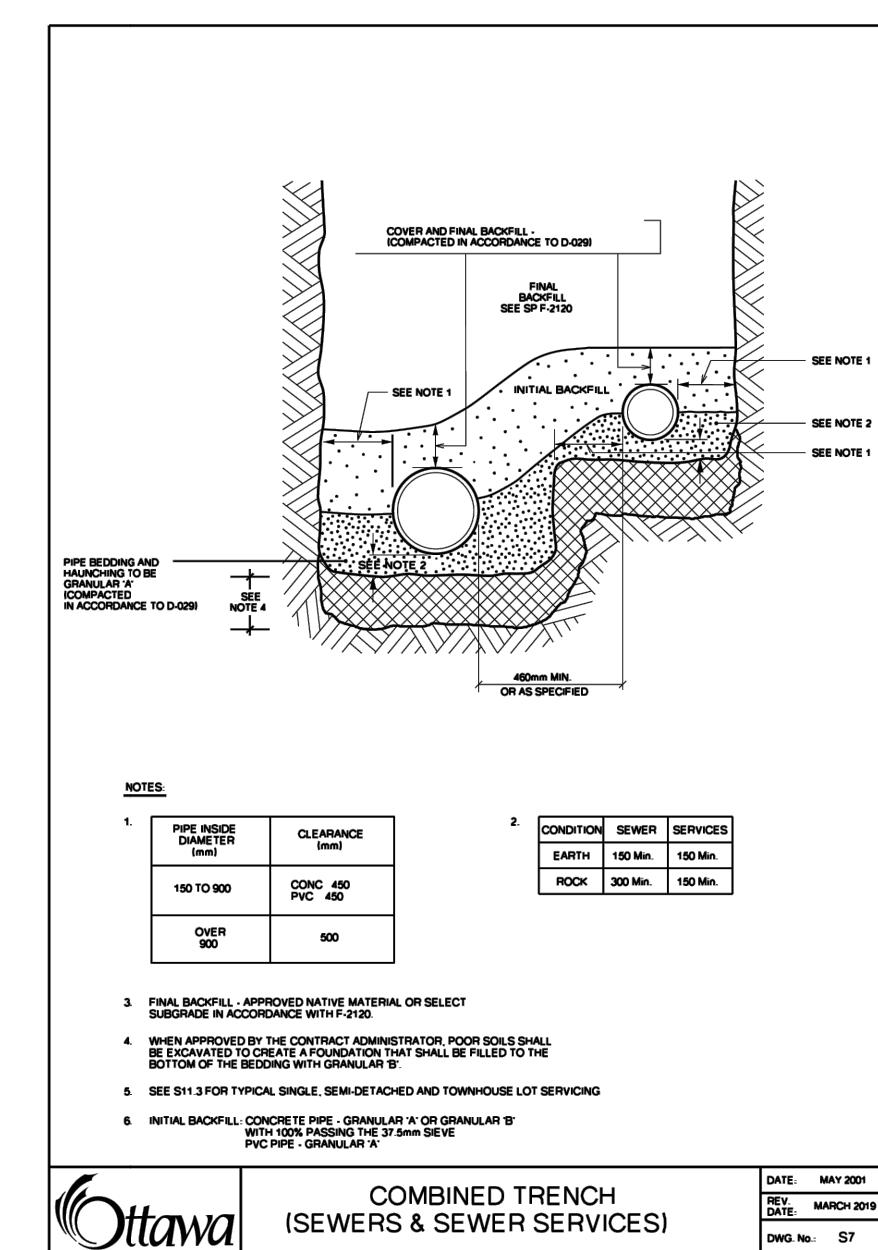 COVER AND FINAL BACKFILL -
(COMPACTED IN ACCORDANCE TO D-029)
FINAL
BACKFILL
SEE SP F-2120
SEE NOTE 1
SEE NOTE 1
INITIAL BACKFILL
SEE NOTE 2
SEE NOTE 1
PIPE BEDDING AND
HAUNCHING TO BE
GRANULAR 'A'
(COMPACTED
IN ACCORDANCE TO D-029)
SEE NOTE 2
SEE
NOTE 4
460mm MIN.
OR AS SPECIFIED
NOTES:
1.
PIPE INSIDE
DIAMETER
(mm)
CLEARANCE
(mm)
150 TO 900
CONC 450
PVC 450
OVER
900
500
2.
CONDITION SEWER SERVICES
EARTH 150 Min. 150 Min.
ROCK 300 Min. 150 Min.
3. FINAL BACKFILL - APPROVED NATIVE MATERIAL OR SELECT
SUBGRADE IN ACCORDANCE WITH F-2120.
4. WHEN APPROVED BY THE CONTRACT ADMINISTRATOR, POOR SOILS SHALL
BE EXCAVATED TO CREATE A FOUNDATION THAT SHALL BE FILLED TO THE
BOTTOM OF THE BEDDING WITH GRANULAR 'B'.
5. SEE S11.3 FOR TYPICAL SINGLE, SEMI-DETACHED AND TOWNHOUSE LOT SERVICING
6. INITIAL BACKFILL: CONCRETE PIPE - GRANULAR 'A' OR GRANULAR 'B'
WITH 100% PASSING THE 37.5mm SIEVE
PVC PIPE - GRANULAR 'A'
Ottawa
COMBINED TRENCH
(SEWERS & SEWER SERVICES)
DATE: MAY 2001
REV.
DATE: MARCH 2019
DWG. No.: S7